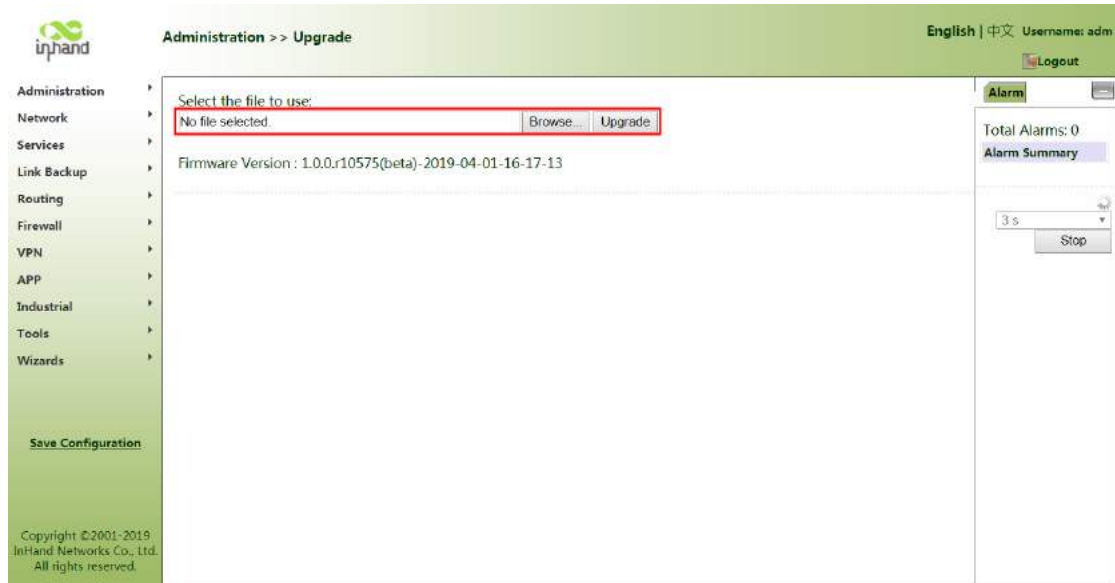 inhand
Administration >> Upgrade
English | 中文 Username: adm
Logout
Administration
Network
Services
Link Backup
Routing
Firewall
VPN
APP
Industrial
Tools
Wizards
Save Configuration
Copyright ©2001-2019
InHand Networks Co., Ltd.
All rights reserved.
Select the file to use:
No file selected. Browse... Upgrade
Firmware Version : 1.0.0.r10575(beta)-2019-04-01-16-17-13
Alarm
Total Alarms: 0
Alarm Summary
3 s
Stop